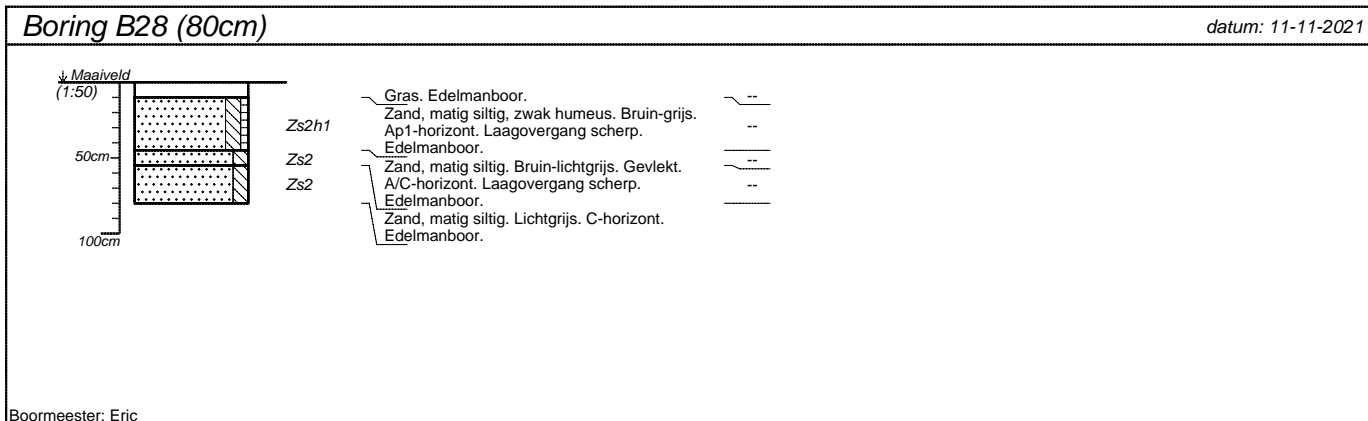 Boring B28 (80cm)
datum: 11-11-2021
Maaiveld
(1:50)
50cm
100cm
Zs2h1
Zs2
Zs2
Gras. Edelmanboor.
--
Zand, matig siltig, zwak humeus. Bruin-grijs.
Ap1-horizont. Laagovergang scherp.
--
Edelmanboor.
Zand, matig siltig. Bruin-lichtgrijs. Gevlekt.
--
A/C-horizont. Laagovergang scherp.
--
Edelmanboor.
Zand, matig siltig. Lichtgrijs. C-horizont.
Edelmanboor.
Boormeester: Eric